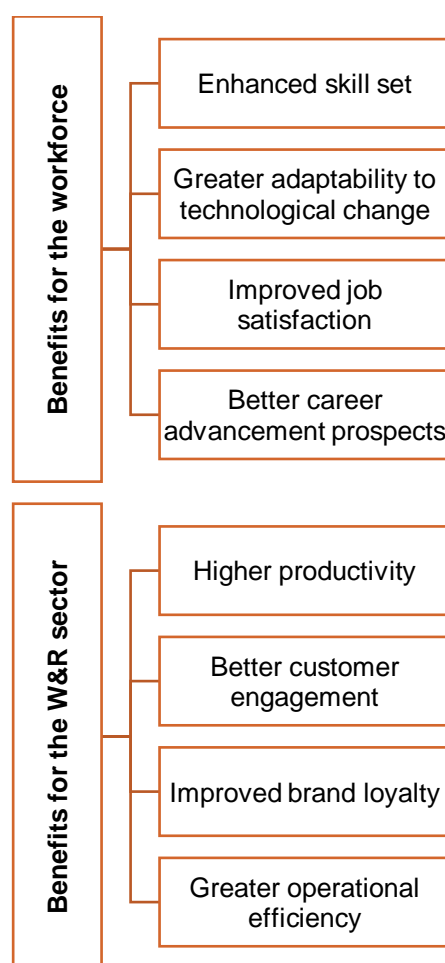 Benefits for the workforce
Enhanced skill set
Greater adaptability to
technological change
Improved job
satisfaction
Better career
advancement prospects
Benefits for the W&R sector
Higher productivity
Better customer
engagement
Improved brand loyalty
Greater operational
efficiency